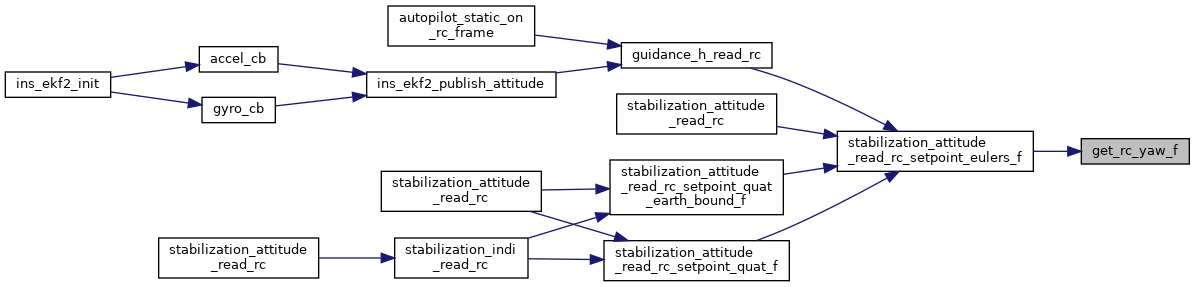 autopilot_static_on
_rc_frame
guidance_h_read_rc
accel_cb
ins_ekf2_init
ins_ekf2_publish_attitude
gyro_cb
stabilization_attitude
_read_rc
stabilization_attitude
_read_rc_setpoint_eulers_f
get_rc_yaw_f
stabilization_attitude
_read_rc_setpoint_quat
_earth_bound_f
stabilization_attitude
_read_rc
stabilization_attitude
_read_rc
stabilization_indi
_read_rc
stabilization_attitude
_read_rc_setpoint_quat_f